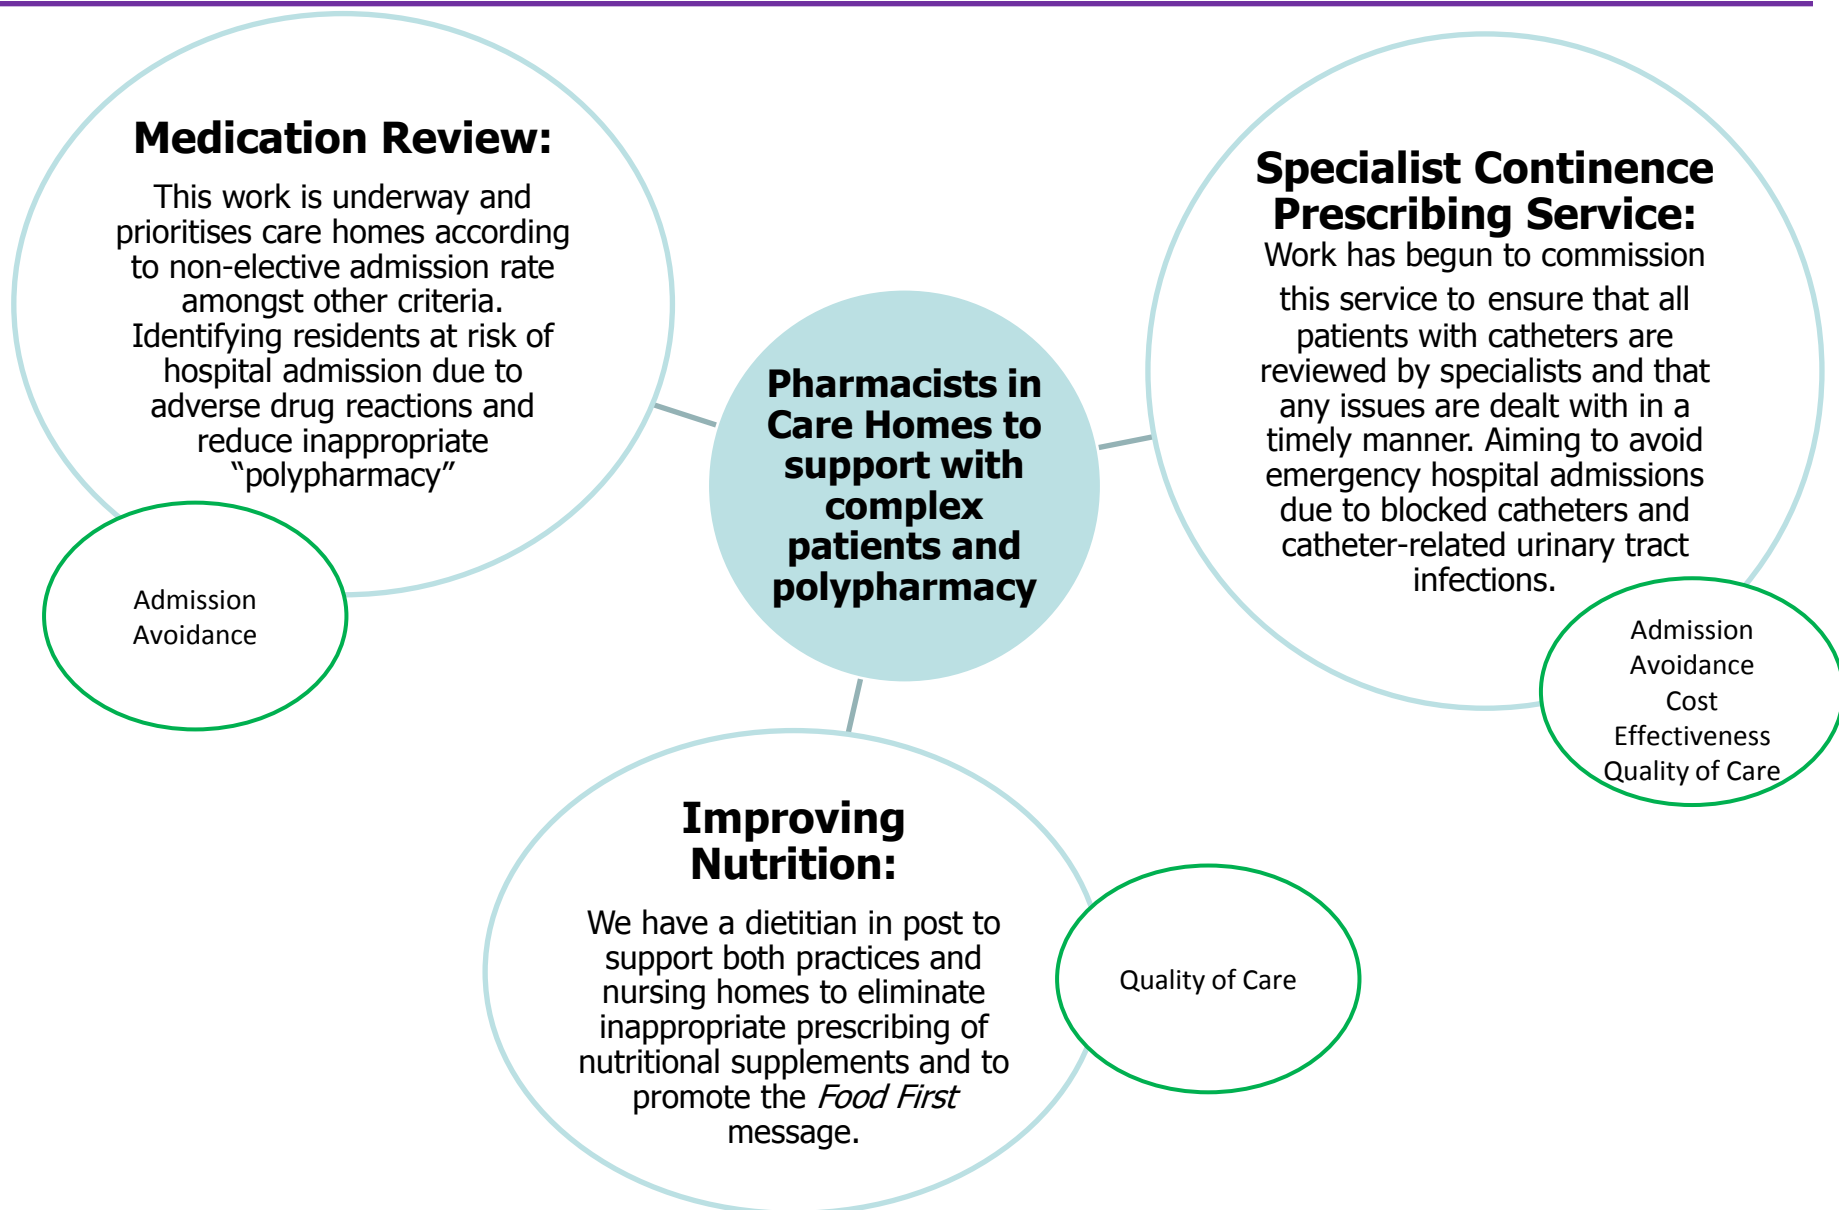 Medication Review:
This work is underway and
prioritises care homes according
to non-elective admission rate
amongst other criteria.
Identifying residents at risk of
hospital admission due to
adverse drug reactions and
reduce inappropriate
“polypharmacy”
Admission
Avoidance
Pharmacists in
Care Homes to
support with
complex
patients and
polypharmacy
Specialist Continence
Prescribing Service:
Work has begun to commission
this service to ensure that all
patients with catheters are
reviewed by specialists and that
any issues are dealt with in a
timely manner. Aiming to avoid
emergency hospital admissions
due to blocked catheters and
catheter-related urinary tract
infections.
Admission
Avoidance
Cost
Effectiveness
Quality of Care
Improving
Nutrition:
We have a dietitian in post to
support both practices and
nursing homes to eliminate
inappropriate prescribing of
nutritional supplements and to
promote the Food First
message.
Quality of Care